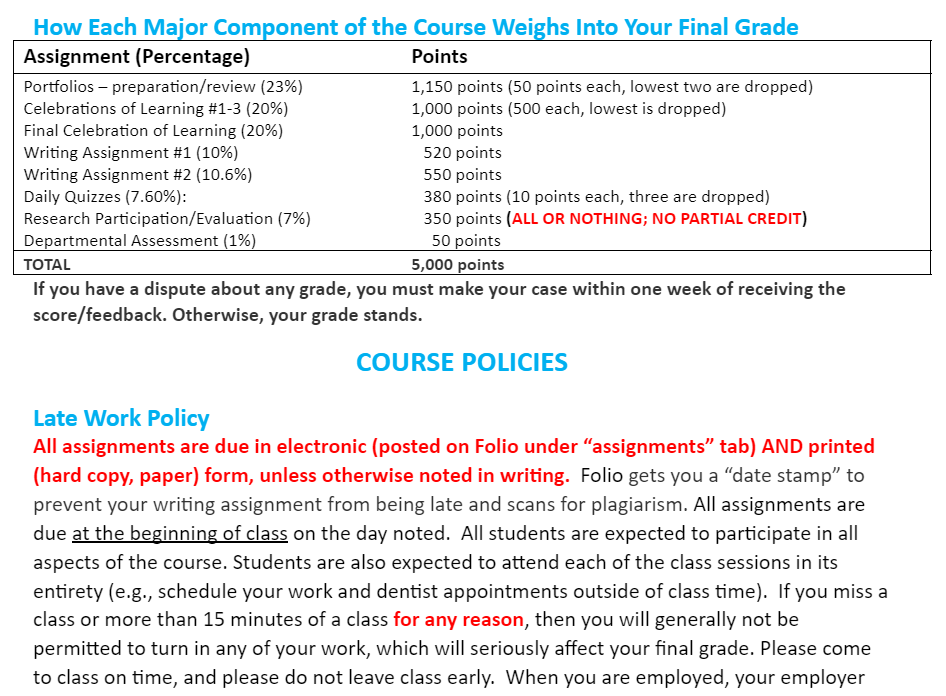 How Each Major Component of the Course Weighs Into Your Final Grade
Assignment (Percentage) Points
Portfolios – preparation/review (23%) 1,150 points (50 points each, lowest two are dropped)
Celebrations of Learning #1-3 (20%) 1,000 points (500 each, lowest is dropped)
Final Celebration of Learning (20%) 1,000 points
Writing Assignment #1 (10%) 520 points
Writing Assignment #2 (10.6%) 550 points
Daily Quizzes (7.60%): 380 points (10 points each, three are dropped)
Research Participation/Evaluation (7%) 350 points (ALL OR NOTHING; NO PARTIAL CREDIT)
Departmental Assessment (1%) 50 points
TOTAL 5,000 points
If you have a dispute about any grade, you must make your case within one week of receiving the
score/feedback. Otherwise, your grade stands.
COURSE POLICIES
Late Work Policy
All assignments are due in electronic (posted on Folio under “assignments” tab) AND printed
(hard copy, paper) form, unless otherwise noted in writing. Folio gets you a “date stamp” to
prevent your writing assignment from being late and scans for plagiarism. All assignments are
due at the beginning of class on the day noted. All students are expected to participate in all
aspects of the course. Students are also expected to attend each of the class sessions in its
entirety (e.g., schedule your work and dentist appointments outside of class time). If you miss a
class or more than 15 minutes of a class for any reason, then you will generally not be
permitted to turn in any of your work, which will seriously affect your final grade. Please come
to class on time, and please do not leave class early. When you are employed, your employer